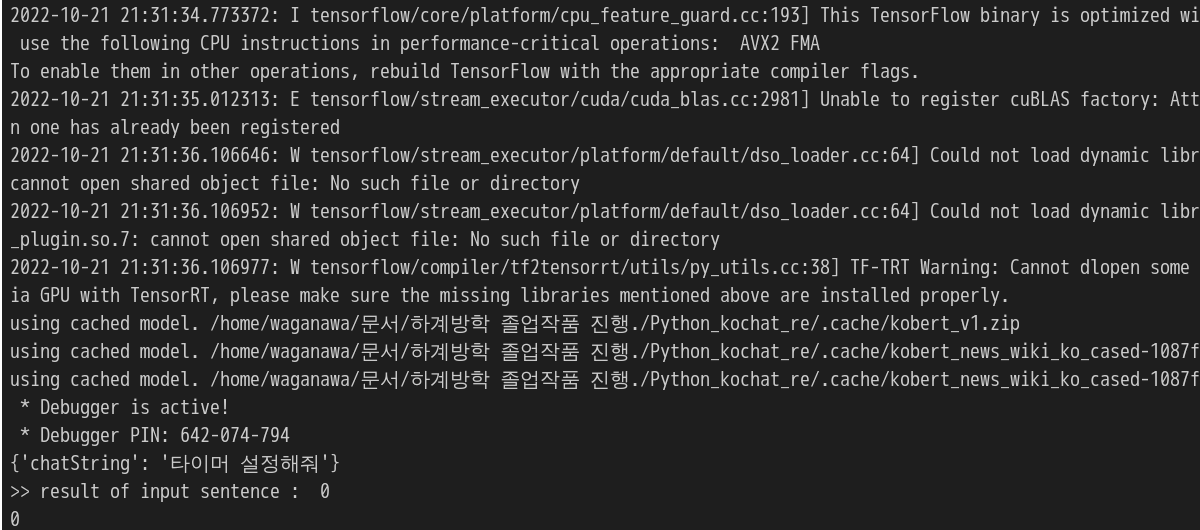 2022-10-21 21:31:34.773372: I tensorflow/core/platform/cpu_feature_guard.cc:193] This TensorFlow binary is optimized wi
use the following CPU instructions in performance-critical operations:  AVX2 FMA
To enable them in other operations, rebuild TensorFlow with the appropriate compiler flags.
2022-10-21 21:31:35.012313: E tensorflow/stream_executor/cuda/cuda_blas.cc:2981] Unable to register cuBLAS factory: Att
n one has already been registered
2022-10-21 21:31:36.106646: W tensorflow/stream_executor/platform/default/dso_loader.cc:64] Could not load dynamic libr
cannot open shared object file: No such file or directory
2022-10-21 21:31:36.106952: W tensorflow/stream_executor/platform/default/dso_loader.cc:64] Could not load dynamic libr
_plugin.so.7: cannot open shared object file: No such file or directory
2022-10-21 21:31:36.106977: W tensorflow/compiler/tf2tensorrt/utils/py_utils.cc:38] TF-TRT Warning: Cannot dlopen some
ia GPU with TensorRT, please make sure the missing libraries mentioned above are installed properly.
using cached model. /home/waganawa/문서/하계방학 졸업작품 진행./Python_kochat_re/.cache/kobert_v1.zip
using cached model. /home/waganawa/문서/하계방학 졸업작품 진행./Python_kochat_re/.cache/kobert_news_wiki_ko_cased-1087f
using cached model. /home/waganawa/문서/하계방학 졸업작품 진행./Python_kochat_re/.cache/kobert_news_wiki_ko_cased-1087f
* Debugger is active!
* Debugger PIN: 642-074-794
{'chatString': '타이머 설정해줘'}
>> result of input sentence :  0
0